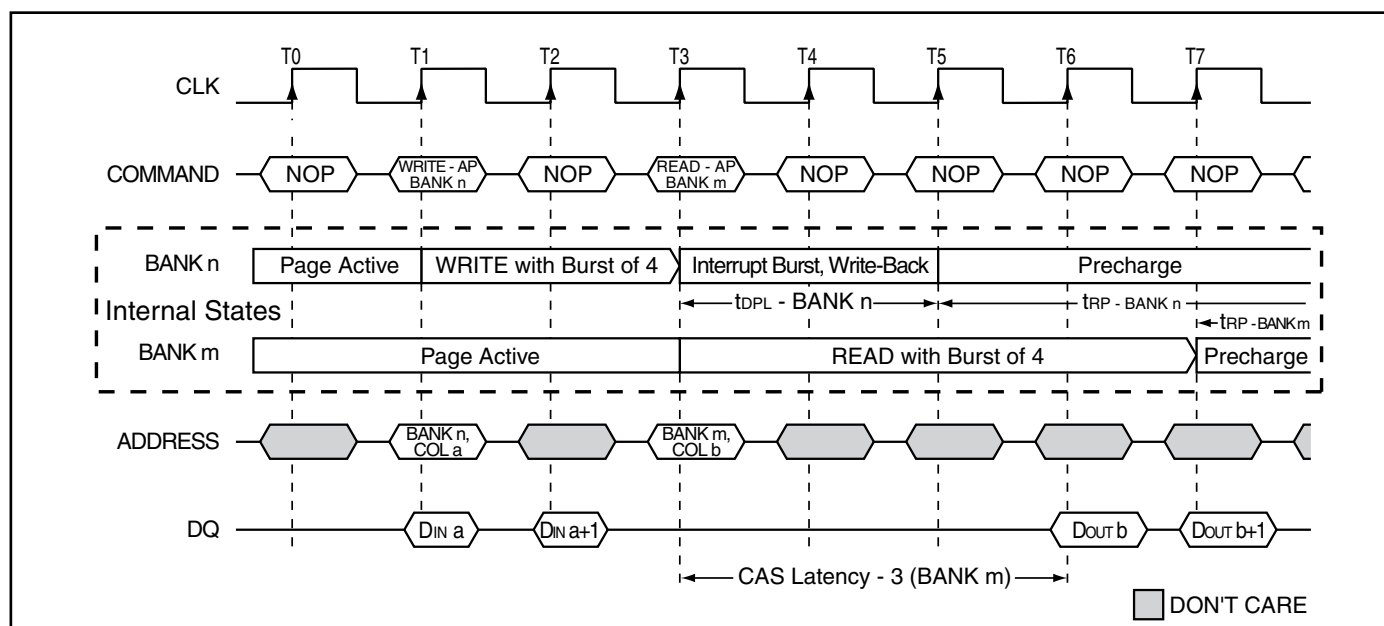 T0 T1 T2 T3 T4 T5 T6 T7
CLK
COMMAND NOP WRITE - AP BANK n NOP READ - AP BANK m NOP NOP NOP NOP
BANK n Page Active WRITE with Burst of 4 Interrupt Burst, Write-Back Precharge
Internal States tDPL - BANK n tRP - BANK n
tRP - BANK m
BANK m Page Active READ with Burst of 4 Precharge
ADDRESS BANK n, COL a BANK m, COL b
DQ DIN a DIN a+1 DOUT b DOUT b+1
CAS Latency - 3 (BANK m)
DON'T CARE